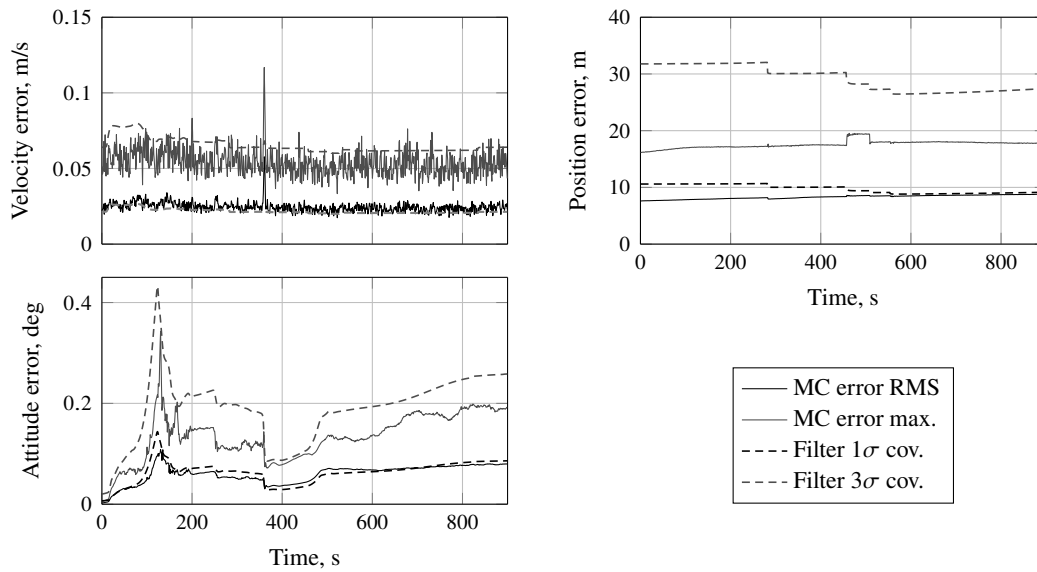 0.15
0.1
0.05
0
Velocity error, m/s
40
30
20
10
0
Position error, m
0 200 400 600 800
Time, s
0.4
0.2
0
Attitude error, deg
0 200 400 600 800
Time, s
MC error RMS
MC error max.
Filter 1σ cov.
Filter 3σ cov.